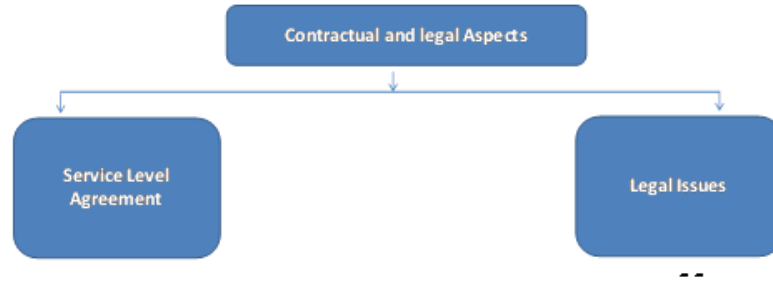 Contractual and legal Aspects
Service Level
Agreement
Legal Issues